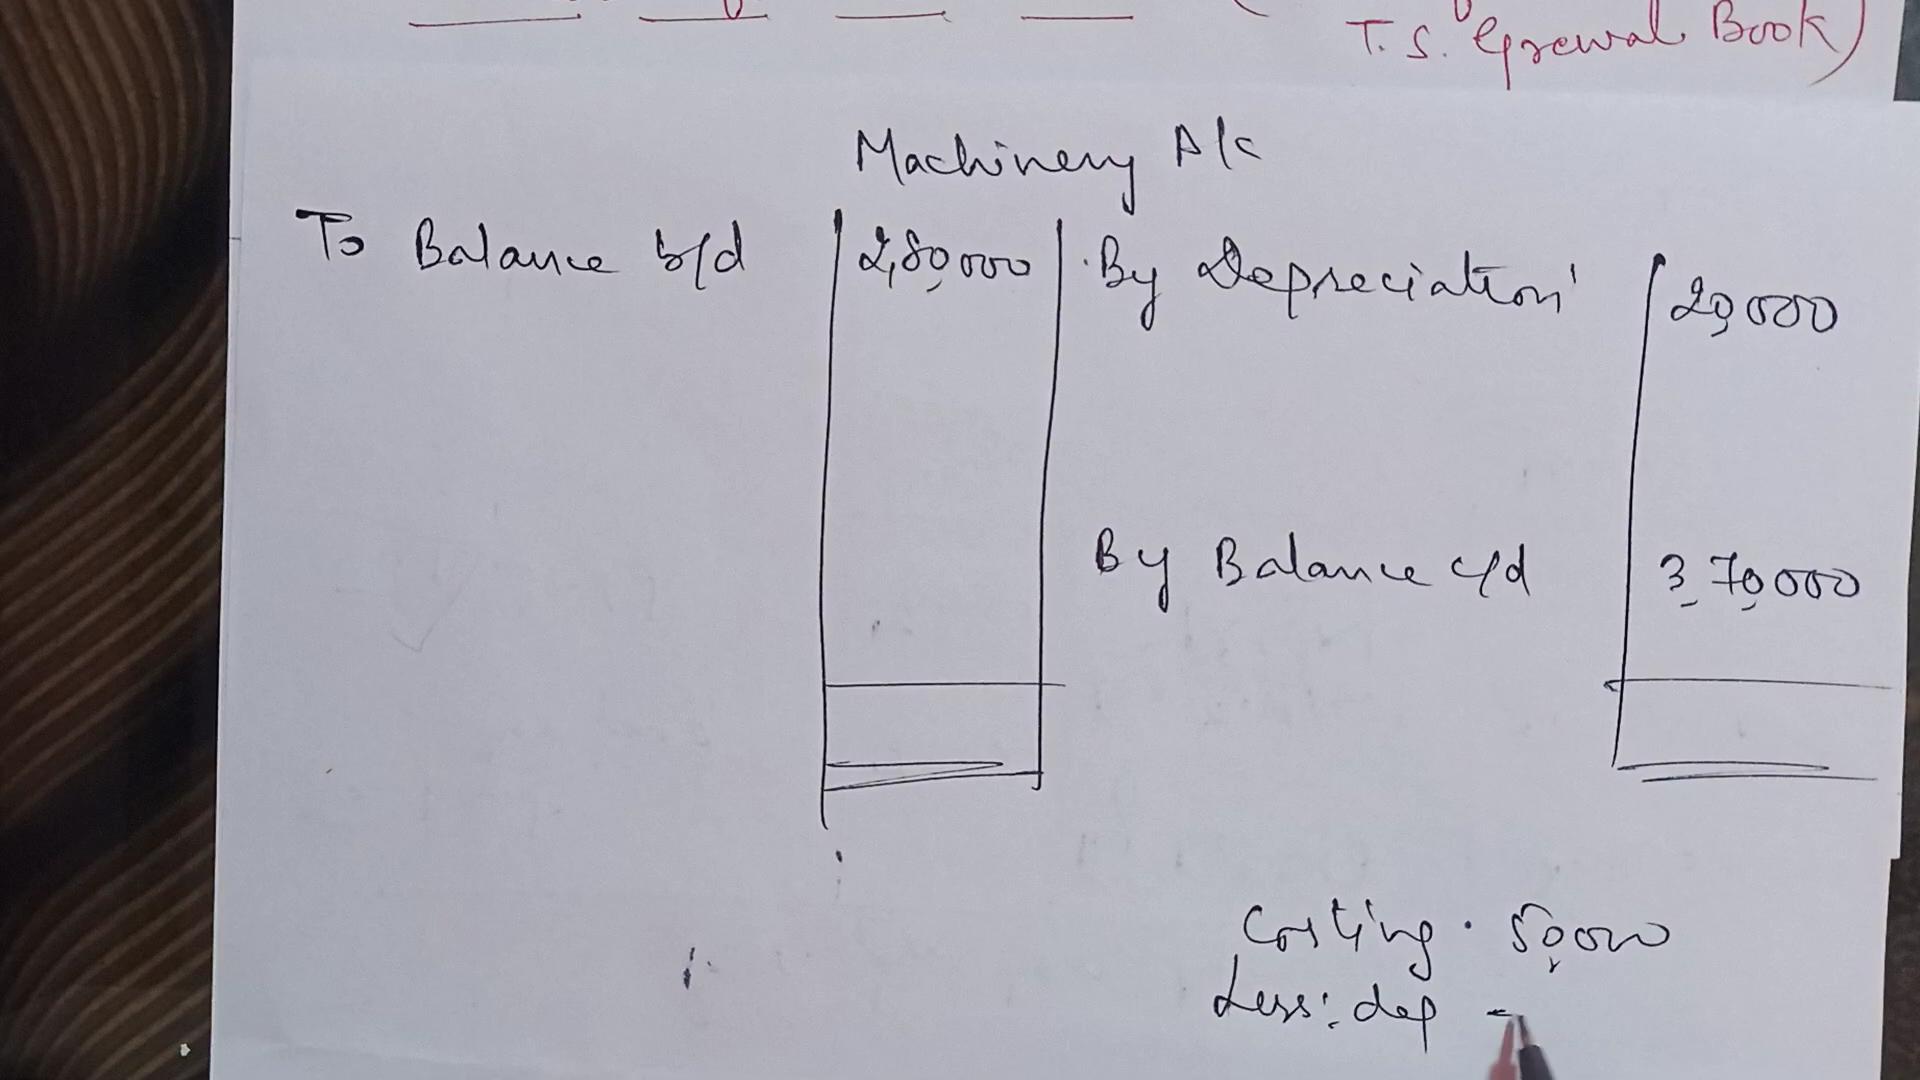 T. S. Grewal Book)
Machinery A/c
To Balance b/d 2,80,000 By Depreciation 20,000
By Balance c/d 3,70,000
Costing 50,000
Less: dep -